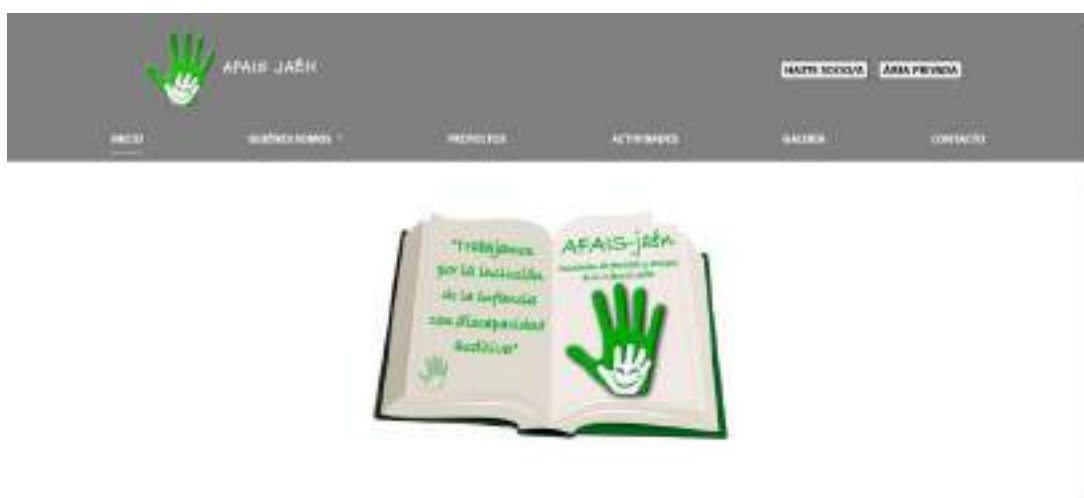 AFAIS JAÉN
HAZTE SOCIO/A ÁREA PRIVADA
INICIO QUIÉNES SOMOS PROYECTOS ACTIVIDADES GALERÍA CONTACTO
"Trabajamos
por la inclusión
de la infancia
con discapacidad
auditiva"
AFAIS-jaén